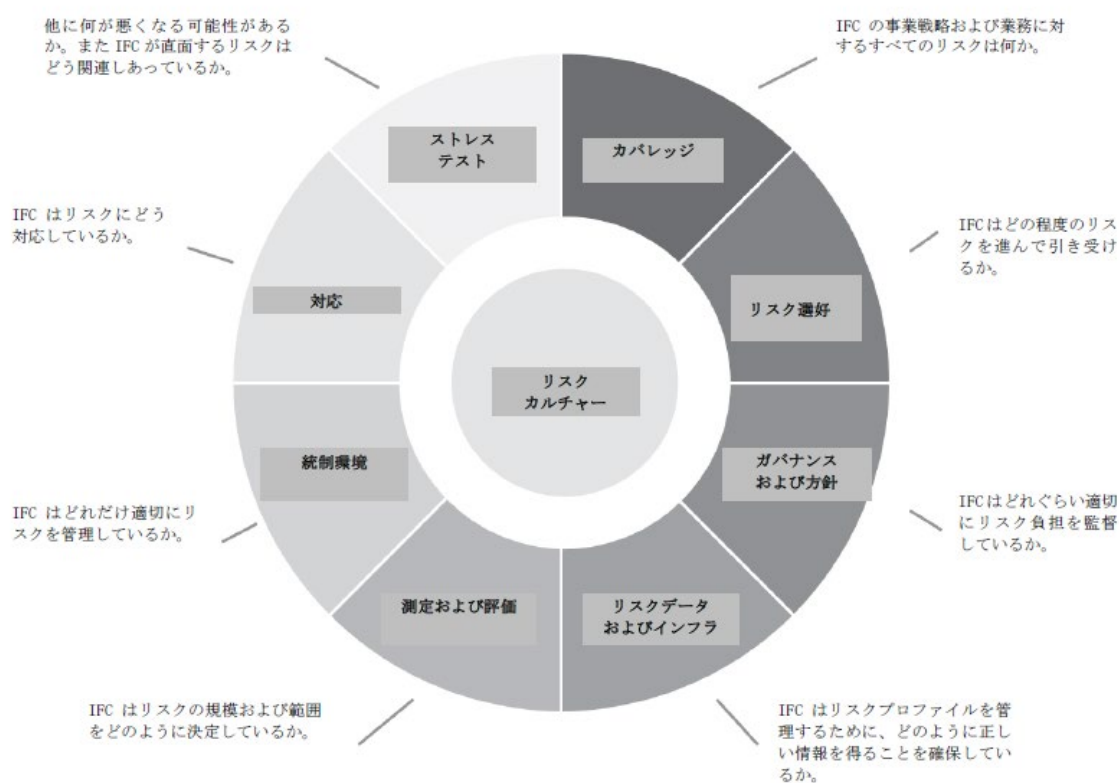 他に何が悪くなる可能性がある
か。また IFC が直面するリスクは
どう関連しあっているか。
IFC の事業戦略および業務に対
するすべてのリスクは何か。
ストレス
テスト
カバレッジ
IFC はリスクにどう
対応しているか。
IFCはどの程度のリス
クを進んで引き受け
るか。
対応
リスク選好
リスク
カルチャー
統制環境
ガバナンス
および方針
IFC はどれだけ適切にリ
スクを管理しているか。
IFCはどれぐらい適切
にリスク負担を監督
しているか。
測定および評価
リスクデータ
およびインフラ
IFC はリスクの規模および範囲
をどのように決定しているか。
IFC はリスクプロファイルを管
理するために、どのように正し
い情報を得ることを確保してい
るか。